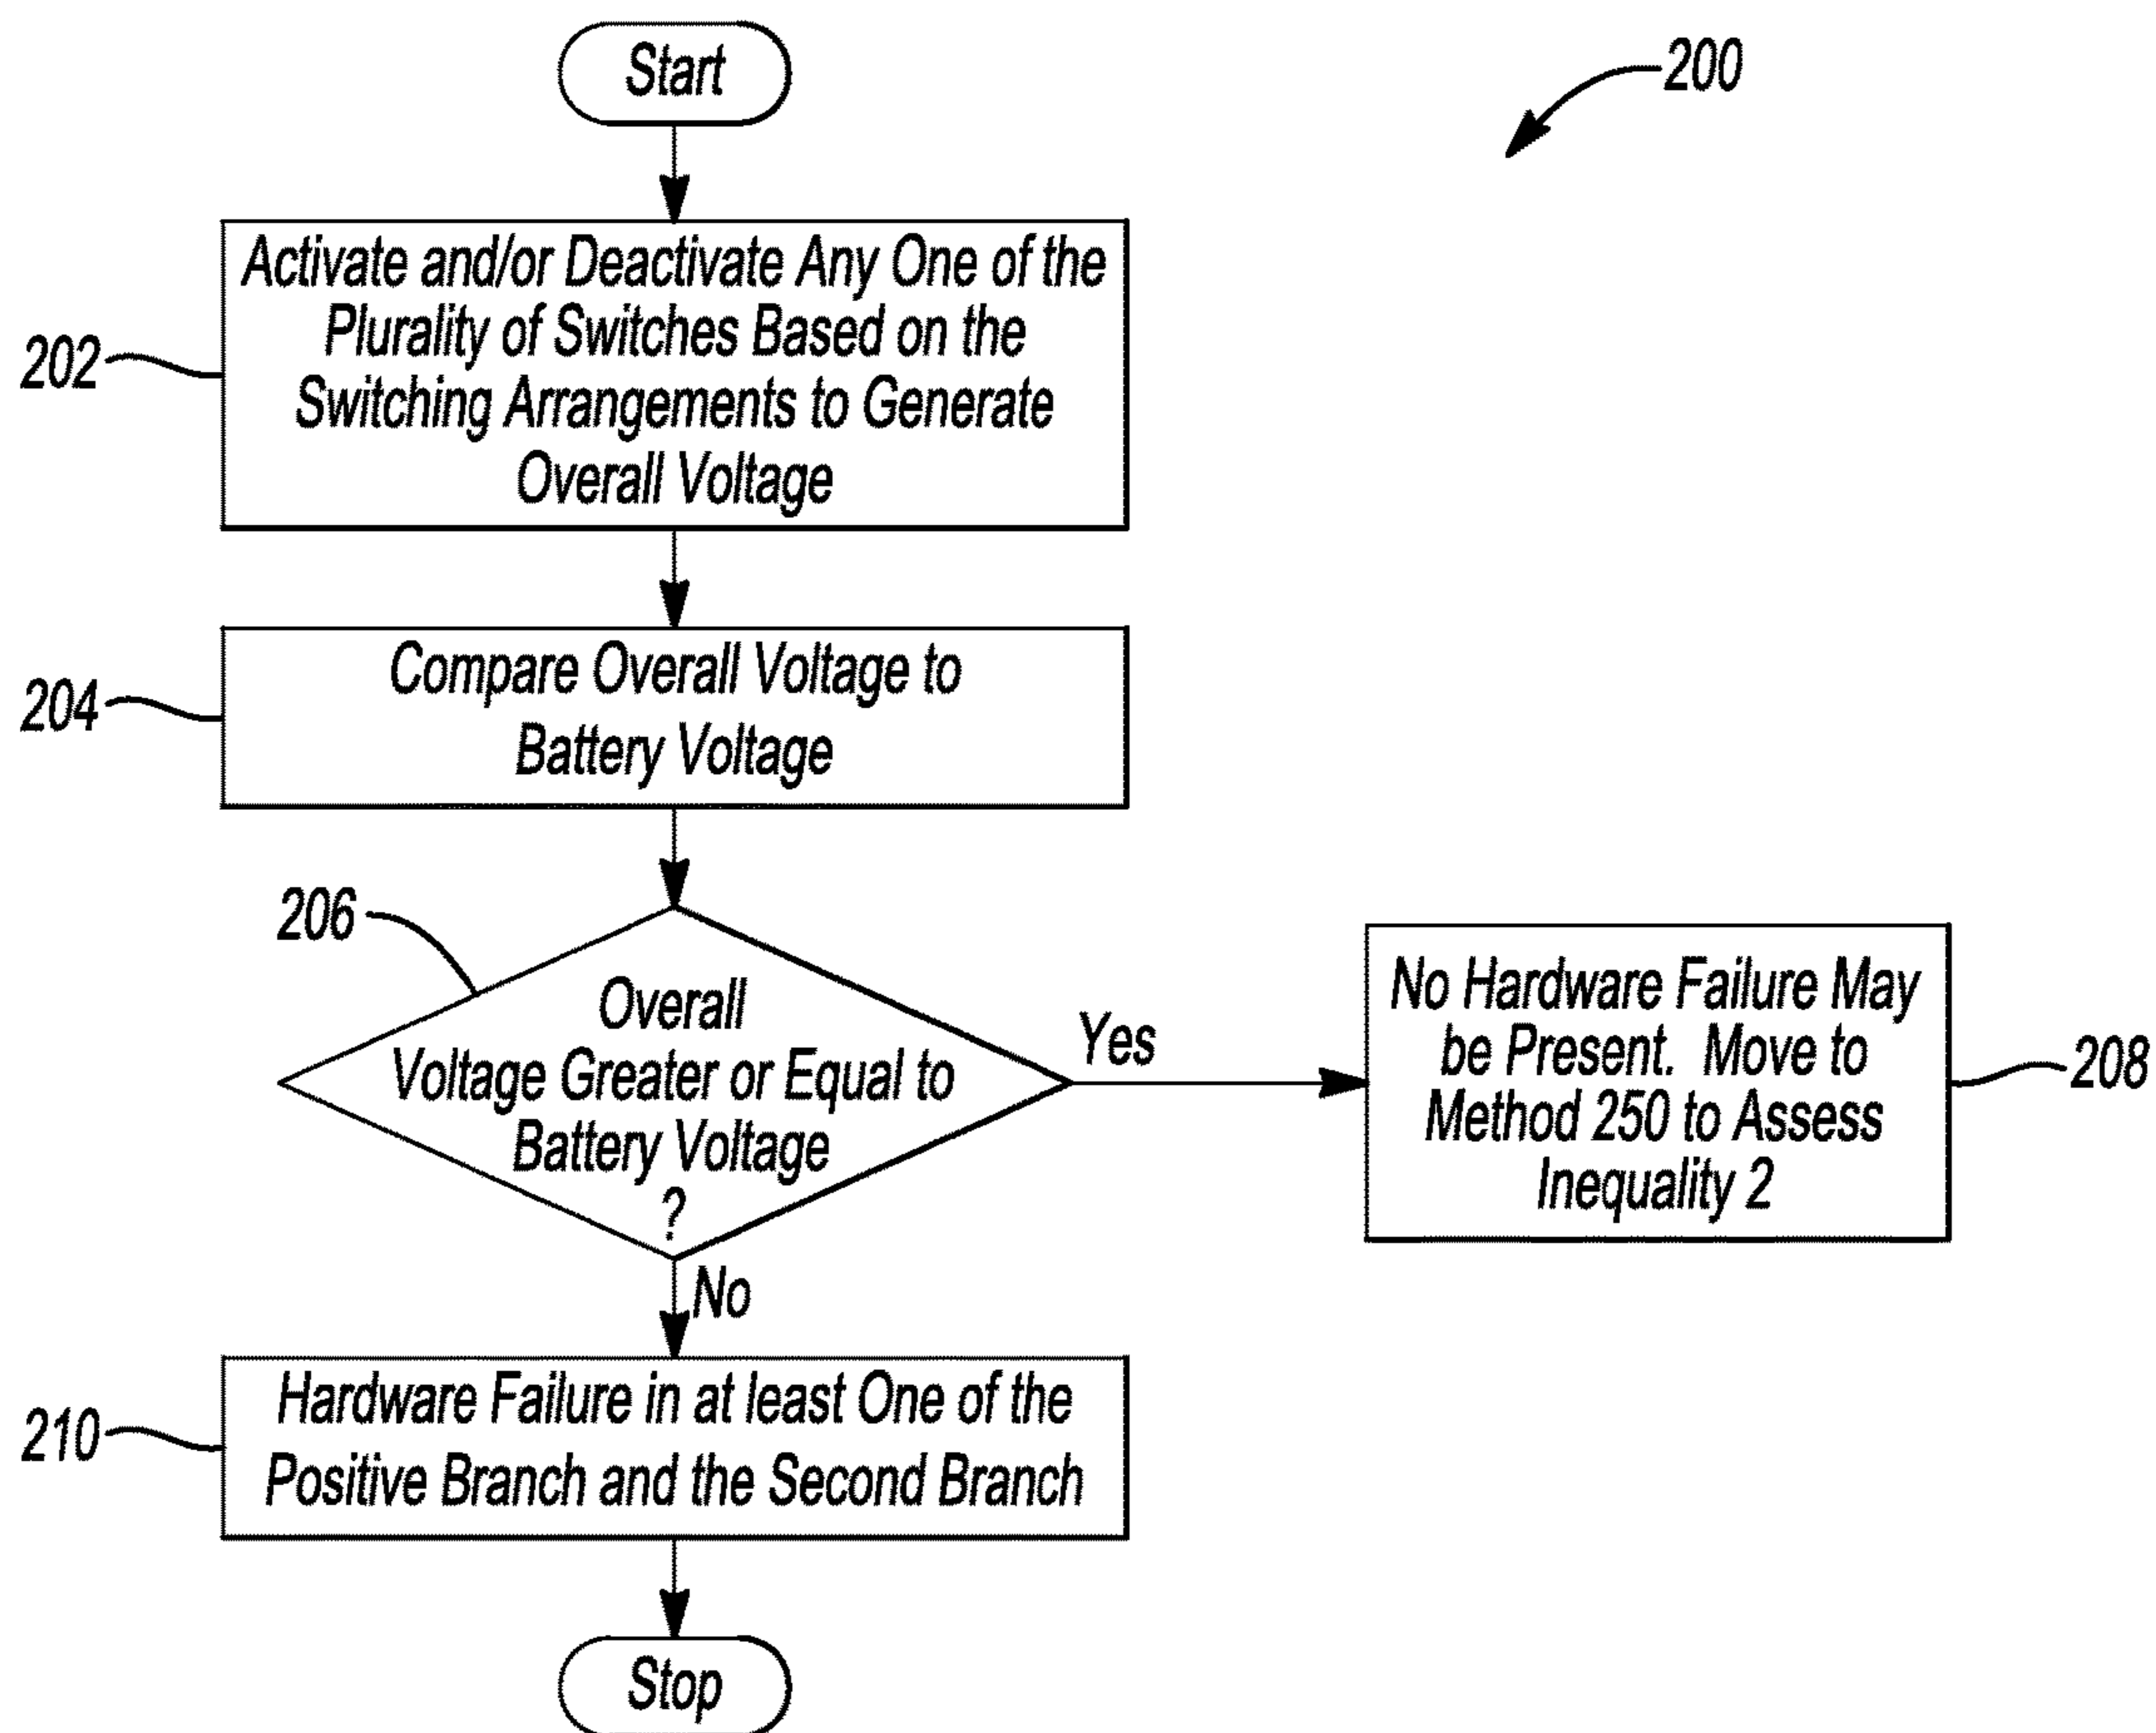 Start
200
Activate and/or Deactivate Any One of the
Plurality of Switches Based on the
Switching Arrangements to Generate
Overall Voltage
202
Compare Overall Voltage to
Battery Voltage
204
206
Overall
Voltage Greater or Equal to
Battery Voltage
?
Yes
No Hardware Failure May
be Present. Move to
Method 250 to Assess
Inequality 2
208
No
Hardware Failure in at least One of the
Positive Branch and the Second Branch
210
Stop